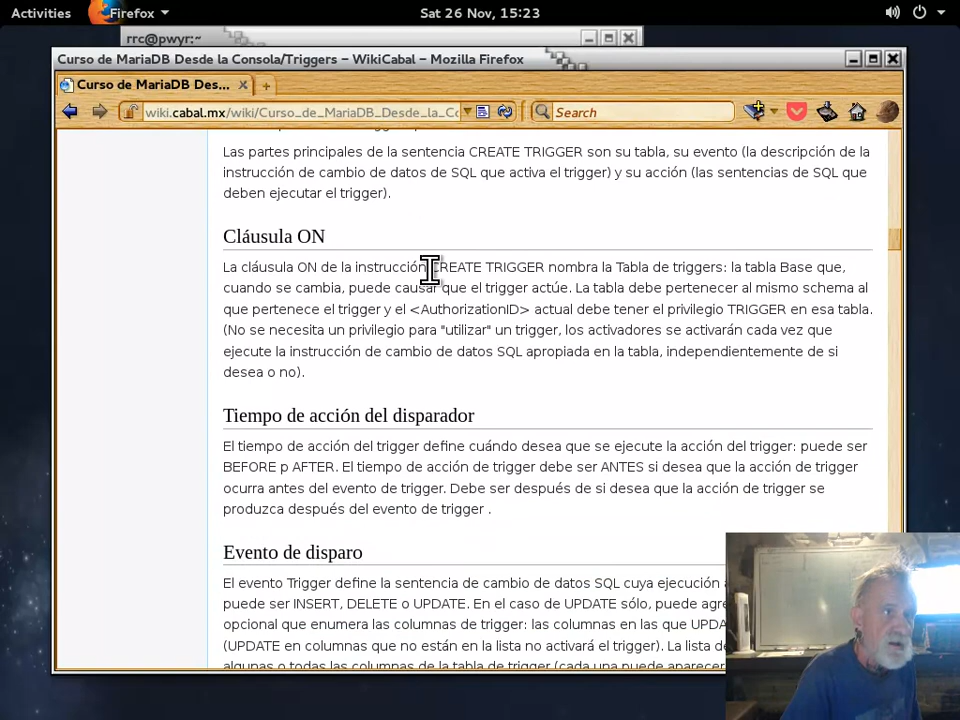 Activities
Firefox
Sat 26 Nov, 15:23
rrc@pwyr:~
Curso de MariaDB Desde la Consola/Triggers – WikiCabal – Mozilla Firefox
Curso de MariaDB Des...
wiki.cabal.mx/wiki/Curso_de_MariaDB_Desde_la_Co
Search
Las partes principales de la sentencia CREATE TRIGGER son su tabla, su evento (la descripción de la
instrucción de cambio de datos de SQL que activa el trigger) y su acción (las sentencias de SQL que
deben ejecutar el trigger).
Cláusula ON
La cláusula ON de la instrucción CREATE TRIGGER nombra la Tabla de triggers: la tabla Base que,
cuando se cambia, puede causar que el trigger actúe. La tabla debe pertenecer al mismo schema al
que pertenece el trigger y el <AuthorizationID> actual debe tener el privilegio TRIGGER en esa tabla.
(No se necesita un privilegio para "utilizar" un trigger, los activadores se activarán cada vez que
ejecute la instrucción de cambio de datos SQL apropiada en la tabla, independientemente de si
desea o no).
Tiempo de acción del disparador
El tiempo de acción del trigger define cuándo desea que se ejecute la acción del trigger: puede ser
BEFORE p AFTER. El tiempo de acción de trigger debe ser ANTES si desea que la acción de trigger
ocurra antes del evento de trigger. Debe ser después de si desea que la acción de trigger se
produzca después del evento de trigger .
Evento de disparo
El evento Trigger define la sentencia de cambio de datos SQL cuya ejecución
puede ser INSERT, DELETE o UPDATE. En el caso de UPDATE sólo, puede agre
opcional que enumera las columnas de trigger: las columnas en las que UPDA
(UPDATE en columnas que no están en la lista no activará el trigger). La lista de
algunas o todas las columnas de la tabla de trigger (cada una puede aparecer